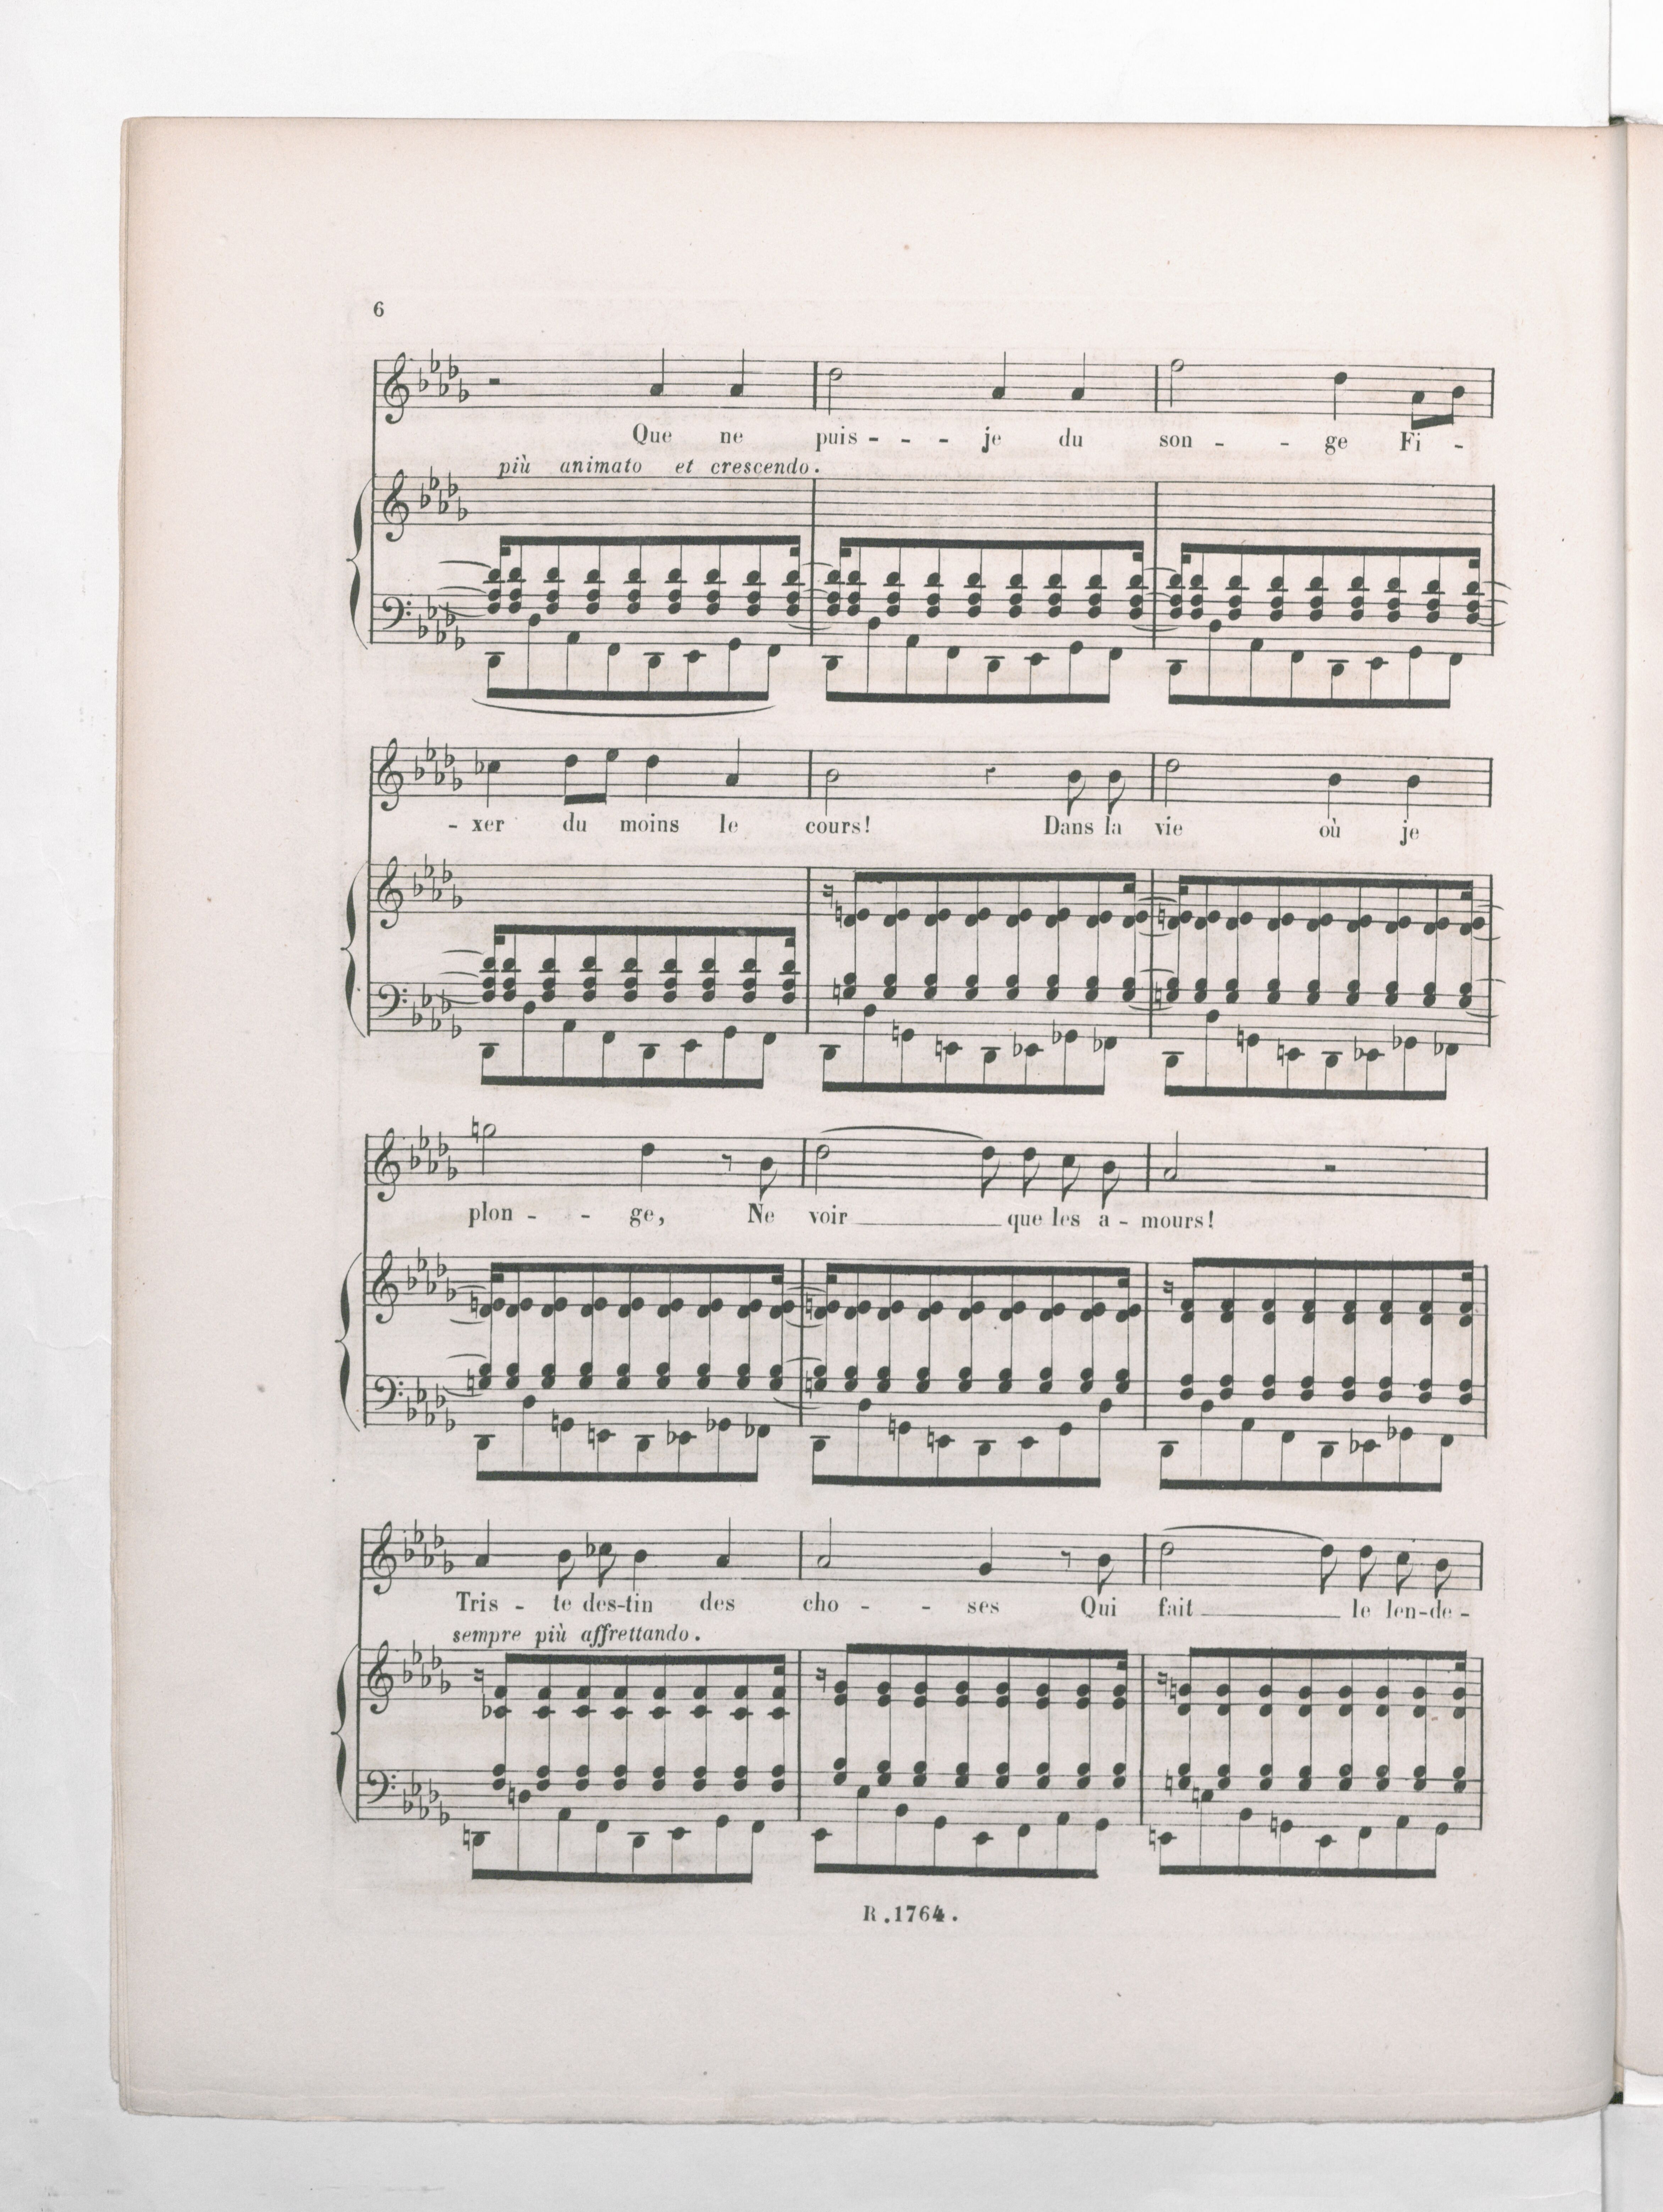 6
Que ne puis - - - je du son - - ge Fi -
più animato et crescendo.
- xer du moins le cours! Dans la vie où je
plon - - ge, Ne voir que les a - mours!
Tris - te des-tin des cho - - ses Qui fait le len-de -
sempre più affrettando.
R.1764.